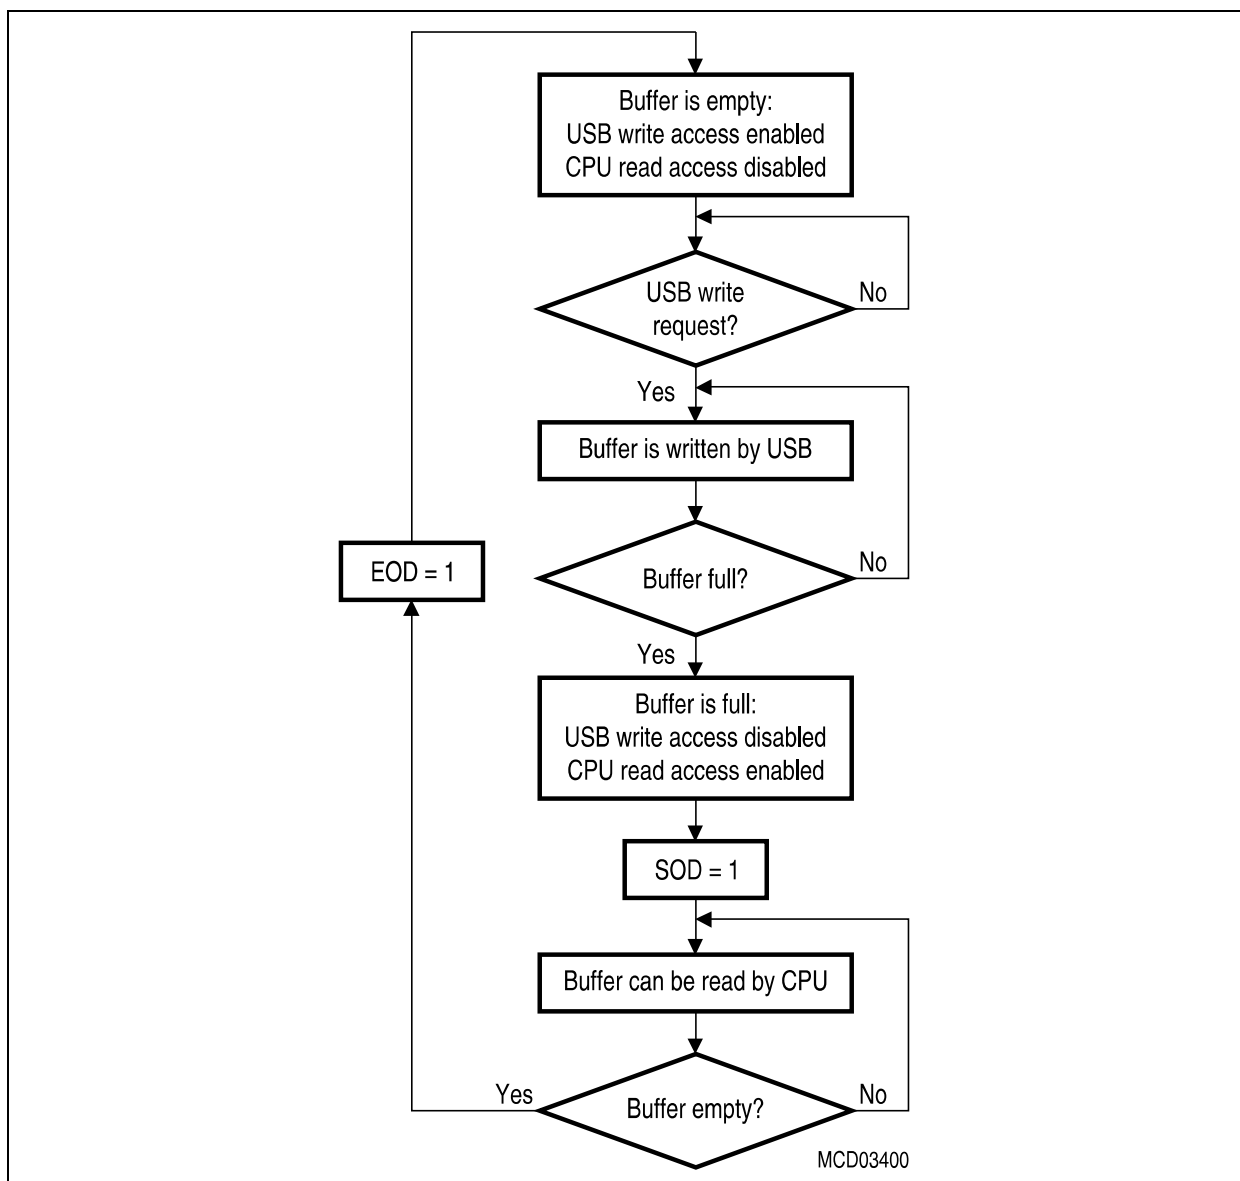 Buffer is empty:
USB write access enabled
CPU read access disabled
USB write
request?
No
Yes
Buffer is written by USB
Buffer full?
No
EOD = 1
Yes
Buffer is full:
USB write access disabled
CPU read access enabled
SOD = 1
Buffer can be read by CPU
Yes
Buffer empty?
No
MCD03400